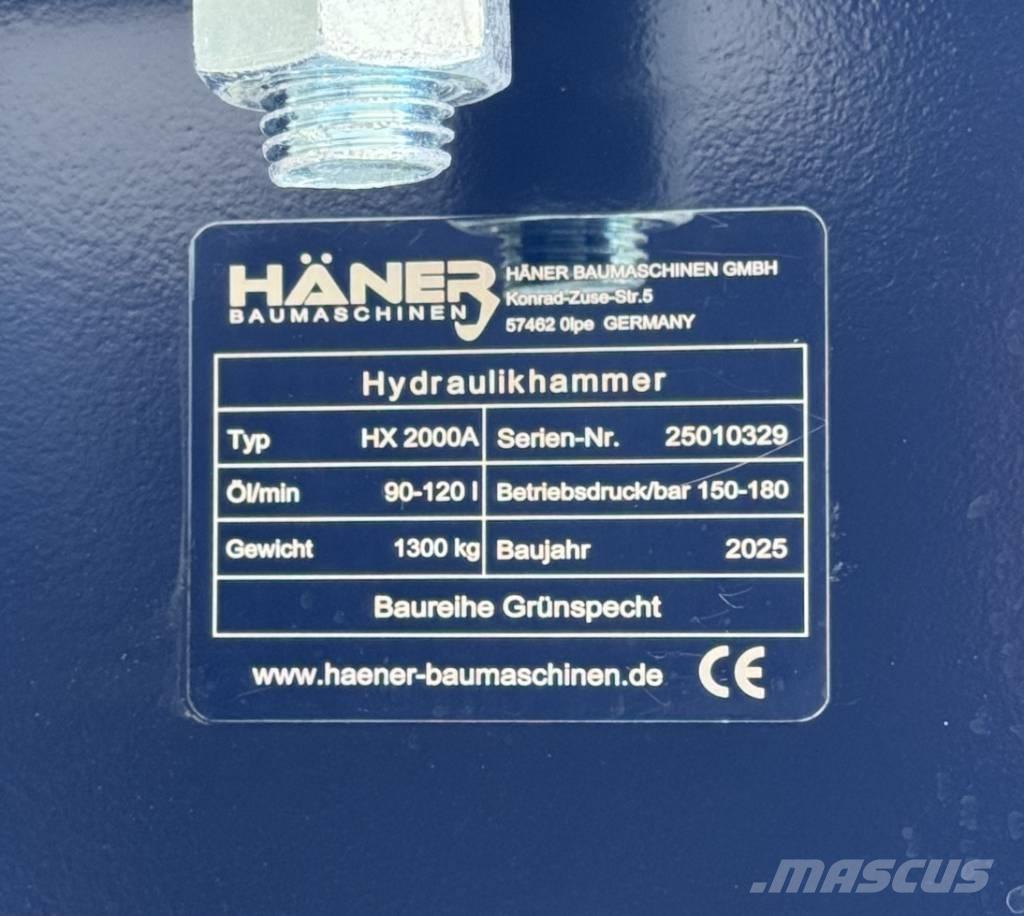 HÄNER
BAUMASCHINEN
HÄNER BAUMASCHINEN GMBH
Konrad-Zuse-Str.5
57462 Olpe GERMANY
Hydraulikhammer
Typ HX 2000A Serien-Nr. 25010329
Öl/min 90-120 l Betriebsdruck/bar 150-180
Gewicht 1300 kg Baujahr 2025
Baureihe Grünspecht
www.haener-baumaschinen.de CE
.MASCUS